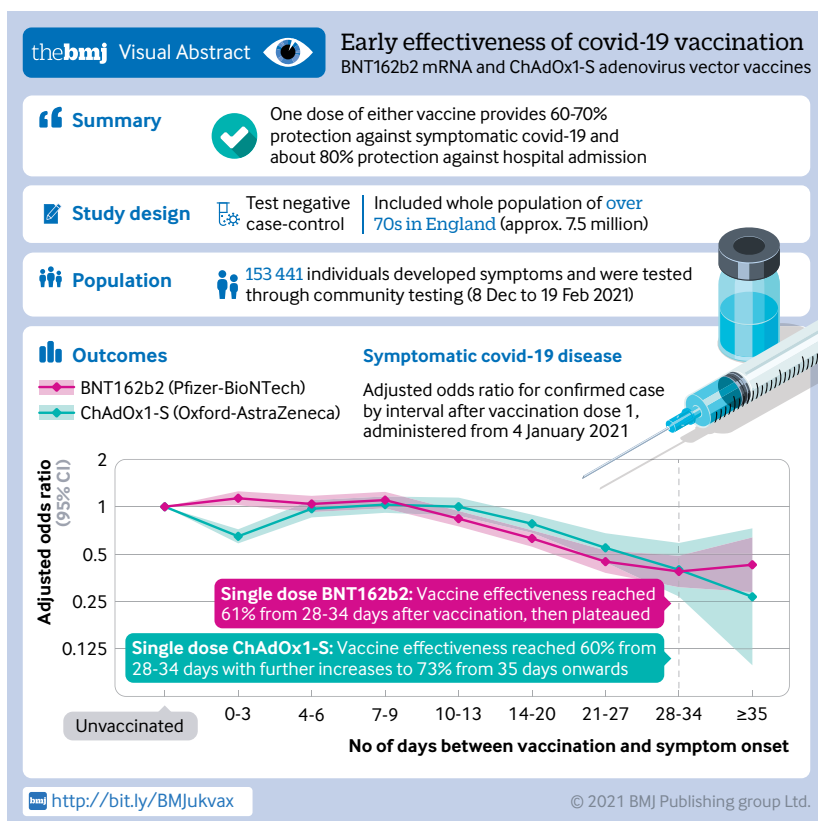 thebmj Visual Abstract
Early effectiveness of covid-19 vaccination
BNT162b2 mRNA and ChAdOx1-S adenovirus vector vaccines
Summary
One dose of either vaccine provides 60-70%
protection against symptomatic covid-19 and
about 80% protection against hospital admission
Study design
Test negative
case-control
Included whole population of over
70s in England (approx. 7.5 million)
Population
153 441 individuals developed symptoms and were tested
through community testing (8 Dec to 19 Feb 2021)
Outcomes
BNT162b2 (Pfizer-BioNTech)
ChAdOx1-S (Oxford-AstraZeneca)
Symptomatic covid-19 disease
Adjusted odds ratio for confirmed case
by interval after vaccination dose 1,
administered from 4 January 2021
Adjusted odds ratio
(95% CI)
2
1
0.5
0.25
0.125
Single dose BNT162b2: Vaccine effectiveness reached
61% from 28-34 days after vaccination, then plateaued
Single dose ChAdOx1-S: Vaccine effectiveness reached 60% from
28-34 days with further increases to 73% from 35 days onwards
Unvaccinated
0-3
4-6
7-9
10-13
14-20
21-27
28-34
≥35
No of days between vaccination and symptom onset
bmj http://bit.ly/BMJukvax
© 2021 BMJ Publishing group Ltd.